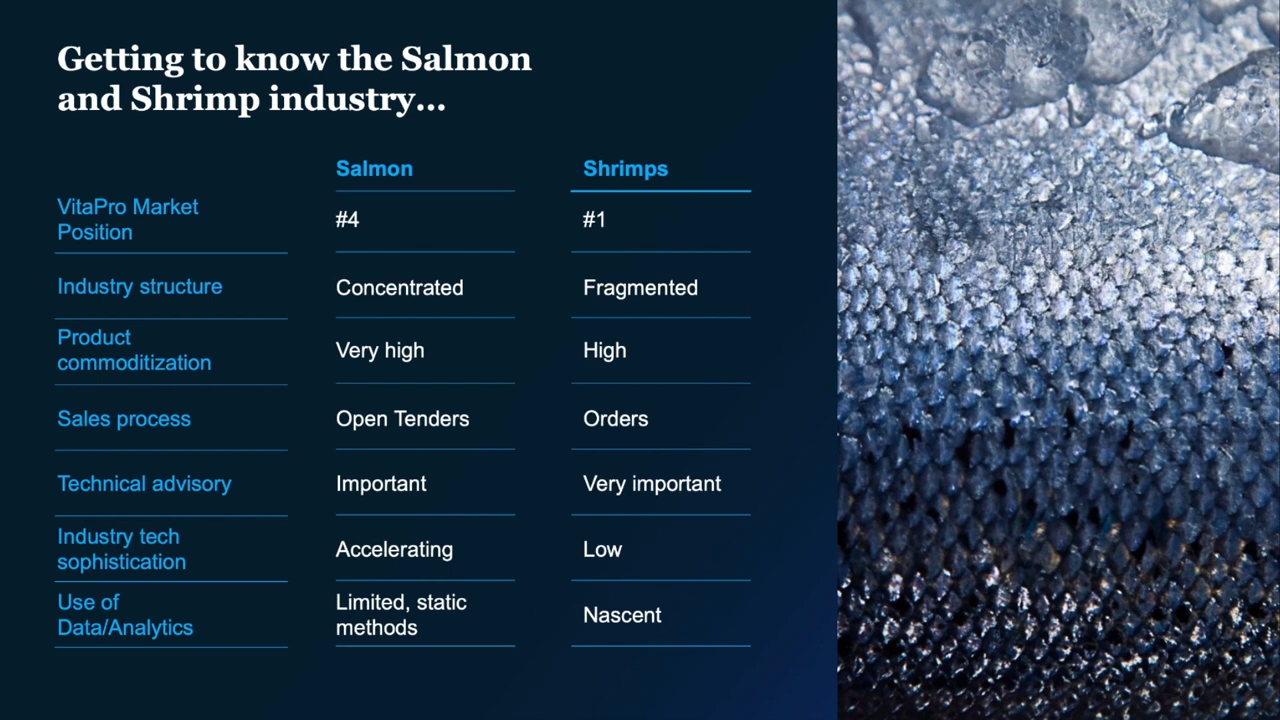 Getting to know the Salmon
and Shrimp industry...
Salmon
Shrimps
VitaPro Market
Position
#4
#1
Industry structure
Concentrated
Fragmented
Product
commoditization
Very high
High
Sales process
Open Tenders
Orders
Technical advisory
Important
Very important
Industry tech
sophistication
Accelerating
Low
Use of
Data/Analytics
Limited, static
methods
Nascent